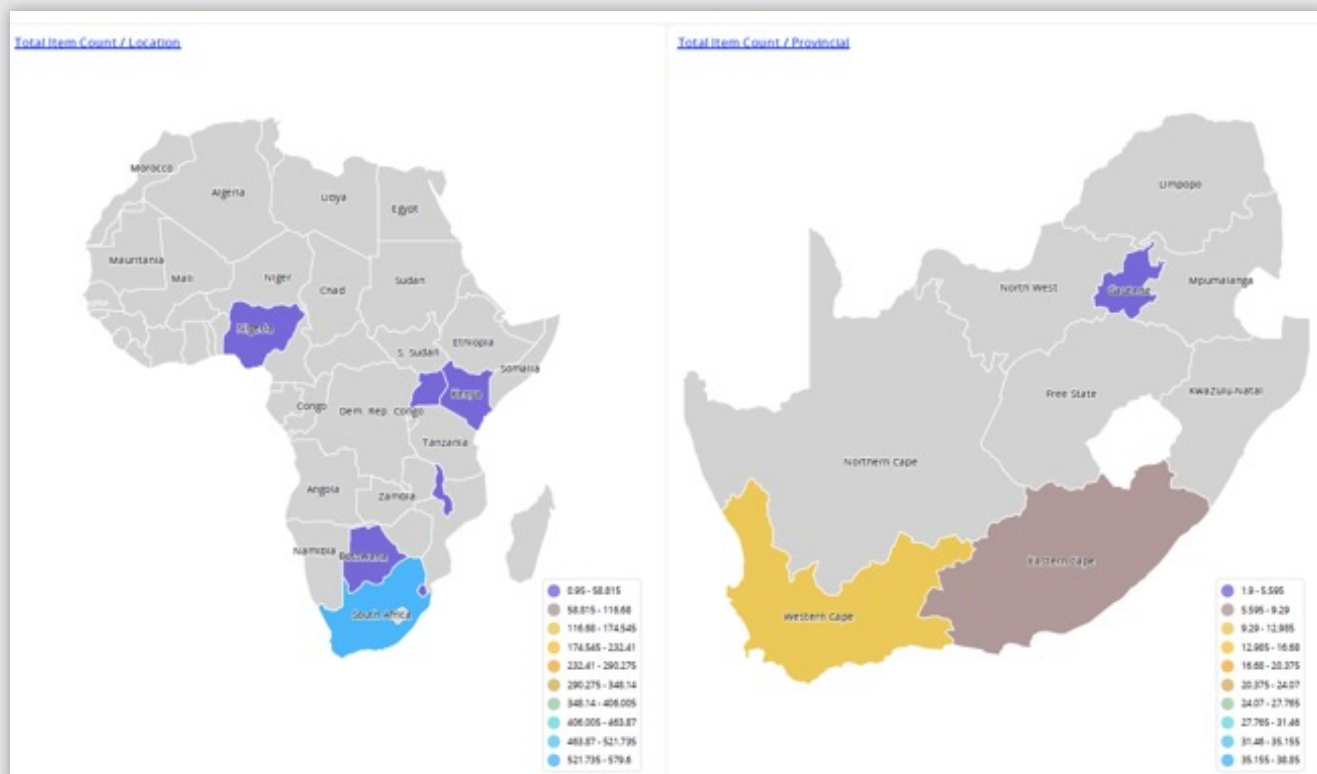 Total Item Count / Location
Morocco
Algeria
Libya
Egypt
Mauritania
Mali
Niger
Chad
Sudan
Nigeria
S. Sudan
Ethiopia
Somalia
Kenya
Congo
Dem. Rep. Congo
Tanzania
Angola
Zambia
Namibia
Botswana
South Africa
0.95 - 58.815
58.815 - 116.68
116.68 - 174.545
174.545 - 232.41
232.41 - 290.275
290.275 - 348.14
348.14 - 406.005
406.005 - 463.87
463.87 - 521.735
521.735 - 579.6
Total Item Count / Provincial
Limpopo
North West
Gauteng
Mpumalanga
Free State
KwaZulu-Natal
Northern Cape
Eastern Cape
Western Cape
1.9 - 5.595
5.595 - 9.29
9.29 - 12.985
12.985 - 16.68
16.68 - 20.375
20.375 - 24.07
24.07 - 27.765
27.765 - 31.46
31.46 - 35.155
35.155 - 38.85